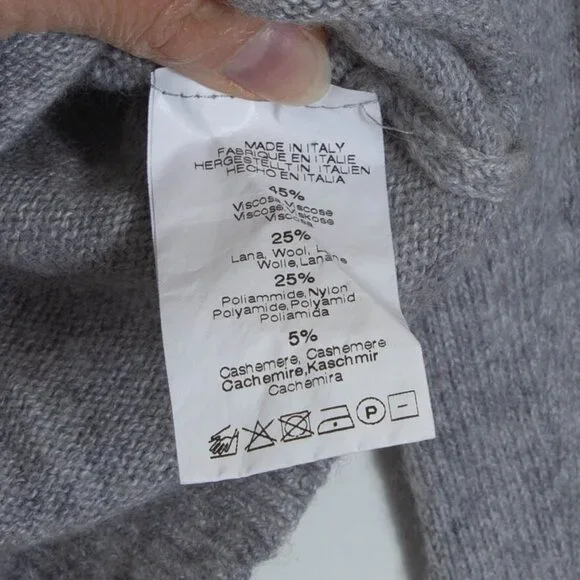 MADE IN ITALY
FABRIQUE EN ITALIE
HERGESTELLT IN ITALIEN
HECHO EN ITALIA
45%
Viscosa Viscose
Viscose Viskose
Viscosa
25%
Lana, Wool, L
Wolle, Lanane
25%
Poliammide, Nylon
Polyamide, Polyamid
Poliamida
5%
Cashemere, Cashemere
Cachemire, Kaschmir
Cachemira
P